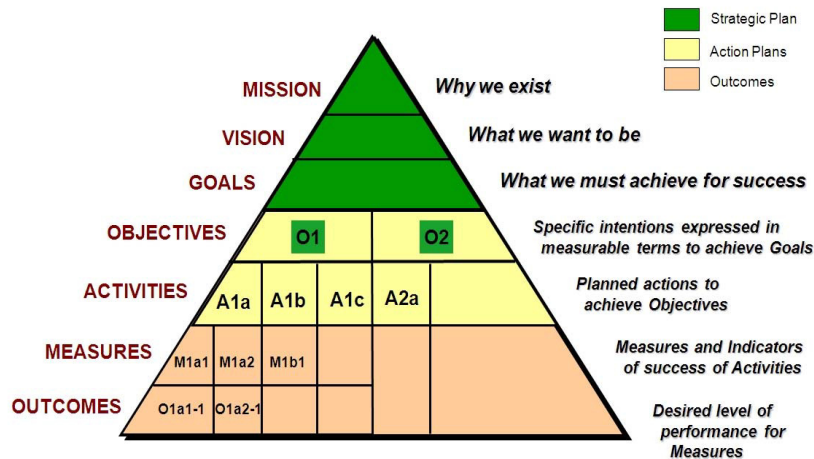 Strategic Plan
Action Plans
Outcomes
MISSION
Why we exist
VISION
What we want to be
GOALS
What we must achieve for success
OBJECTIVES
O1
O2
Specific intentions expressed in
measurable terms to achieve Goals
ACTIVITIES
A1a
A1b
A1c
A2a
Planned actions to
achieve Objectives
MEASURES
M1a1
M1a2
M1b1
Measures and Indicators
of success of Activities
OUTCOMES
O1a1-1
O1a2-1
Desired level of
performance for
Measures